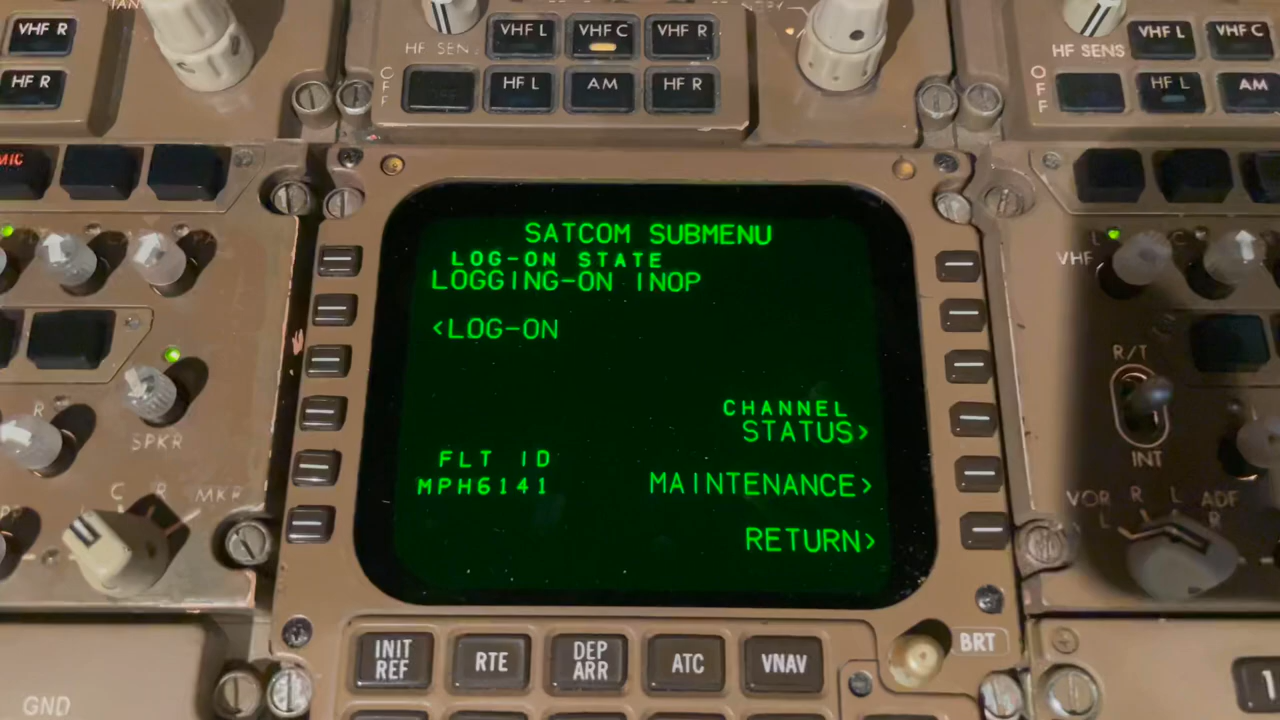 VHF R
VHF L
VHF C
VHF R
VHF L
VHF C
HF SENS
HF SENS
HF R
OFF
HF L
AM
HF R
OFF
HF L
AM
MIC
SATCOM SUBMENU
LOG-ON STATE
LOGGING-ON INOP
<LOG-ON
CHANNEL
STATUS>
FLT ID
MPH6141
MAINTENANCE>
RETURN>
L
C
VHF
R/T
INT
R
SPKR
C
R
MKR
VOR
L
R
L
ADF
R
INIT
REF
RTE
DEP
ARR
ATC
VNAV
BRT
GND
1